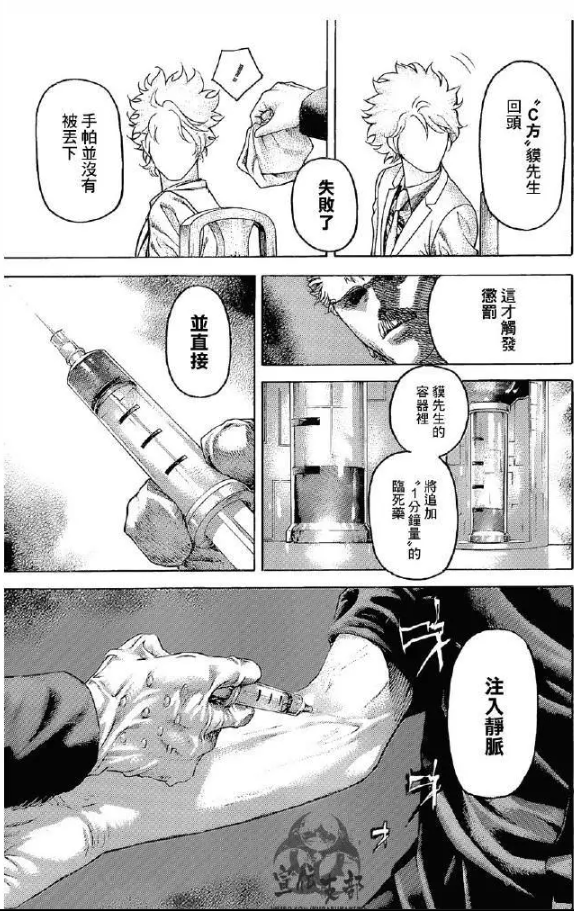 〝C方〞貘先生
回頭
失敗了
手帕並沒有
被丟下
這才觸發
懲罰
貘先生的
容器裡
將追加
〝1分鐘量〞的
臨死藥
並直接
注入靜脈